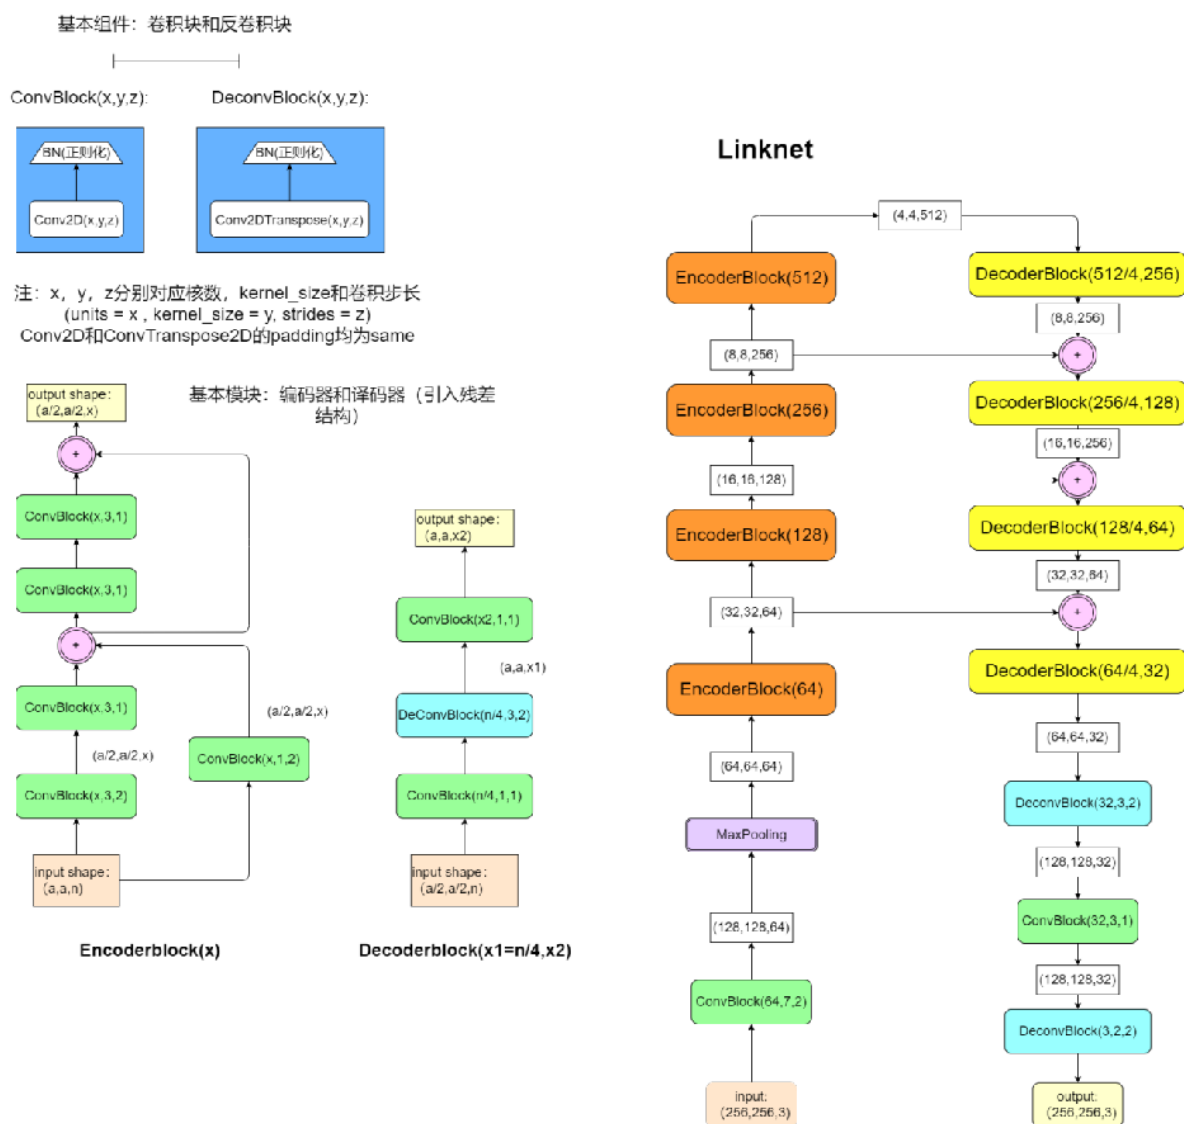 基本组件：卷积块和反卷积块
ConvBlock(x,y,z):
DeconvBlock(x,y,z):
BN(正则化)
Conv2D(x,y,z)
BN(正则化)
Conv2DTranspose(x,y,z)
注：x，y，z分别对应核数，kernel_size和卷积步长
(units = x , kernel_size = y, strides = z)
Conv2D和ConvTranspose2D的padding均为same
基本模块：编码器和译码器（引入残差
结构）
output shape:
(a/2,a/2,x)
+
ConvBlock(x,3,1)
ConvBlock(x,3,1)
+
ConvBlock(x,3,1)
(a/2,a/2,x)
(a/2,a/2,x)
ConvBlock(x,1,2)
ConvBlock(x,3,2)
input shape:
(a,a,n)
Encoderblock(x)
output shape:
(a,a,x2)
ConvBlock(x2,1,1)
(a,a,x1)
DeConvBlock(n/4,3,2)
ConvBlock(n/4,1,1)
input shape:
(a/2,a/2,n)
Decoderblock(x1=n/4,x2)
Linknet
(4,4,512)
EncoderBlock(512)
(8,8,256)
EncoderBlock(256)
(16,16,128)
EncoderBlock(128)
(32,32,64)
EncoderBlock(64)
(64,64,64)
MaxPooling
(128,128,64)
ConvBlock(64,7,2)
input:
(256,256,3)
DecoderBlock(512/4,256)
(8,8,256)
+
DecoderBlock(256/4,128)
(16,16,256)
+
DecoderBlock(128/4,64)
(32,32,64)
+
DecoderBlock(64/4,32)
(64,64,32)
DeconvBlock(32,3,2)
(128,128,32)
ConvBlock(32,3,1)
(128,128,32)
DeconvBlock(3,2,2)
output:
(256,256,3)